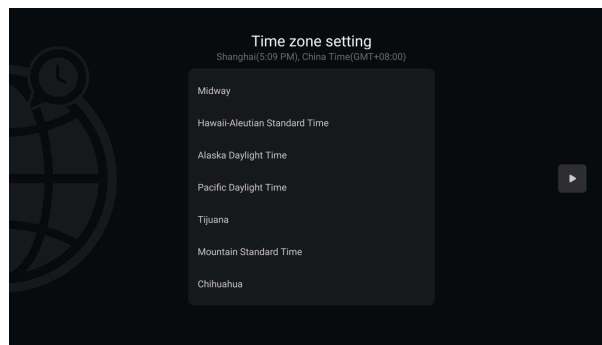 Time zone setting
Shanghai(5:09 PM), China Time(GMT+08:00)
Midway
Hawaii-Aleutian Standard Time
Alaska Daylight Time
Pacific Daylight Time
Tijuana
Mountain Standard Time
Chihuahua